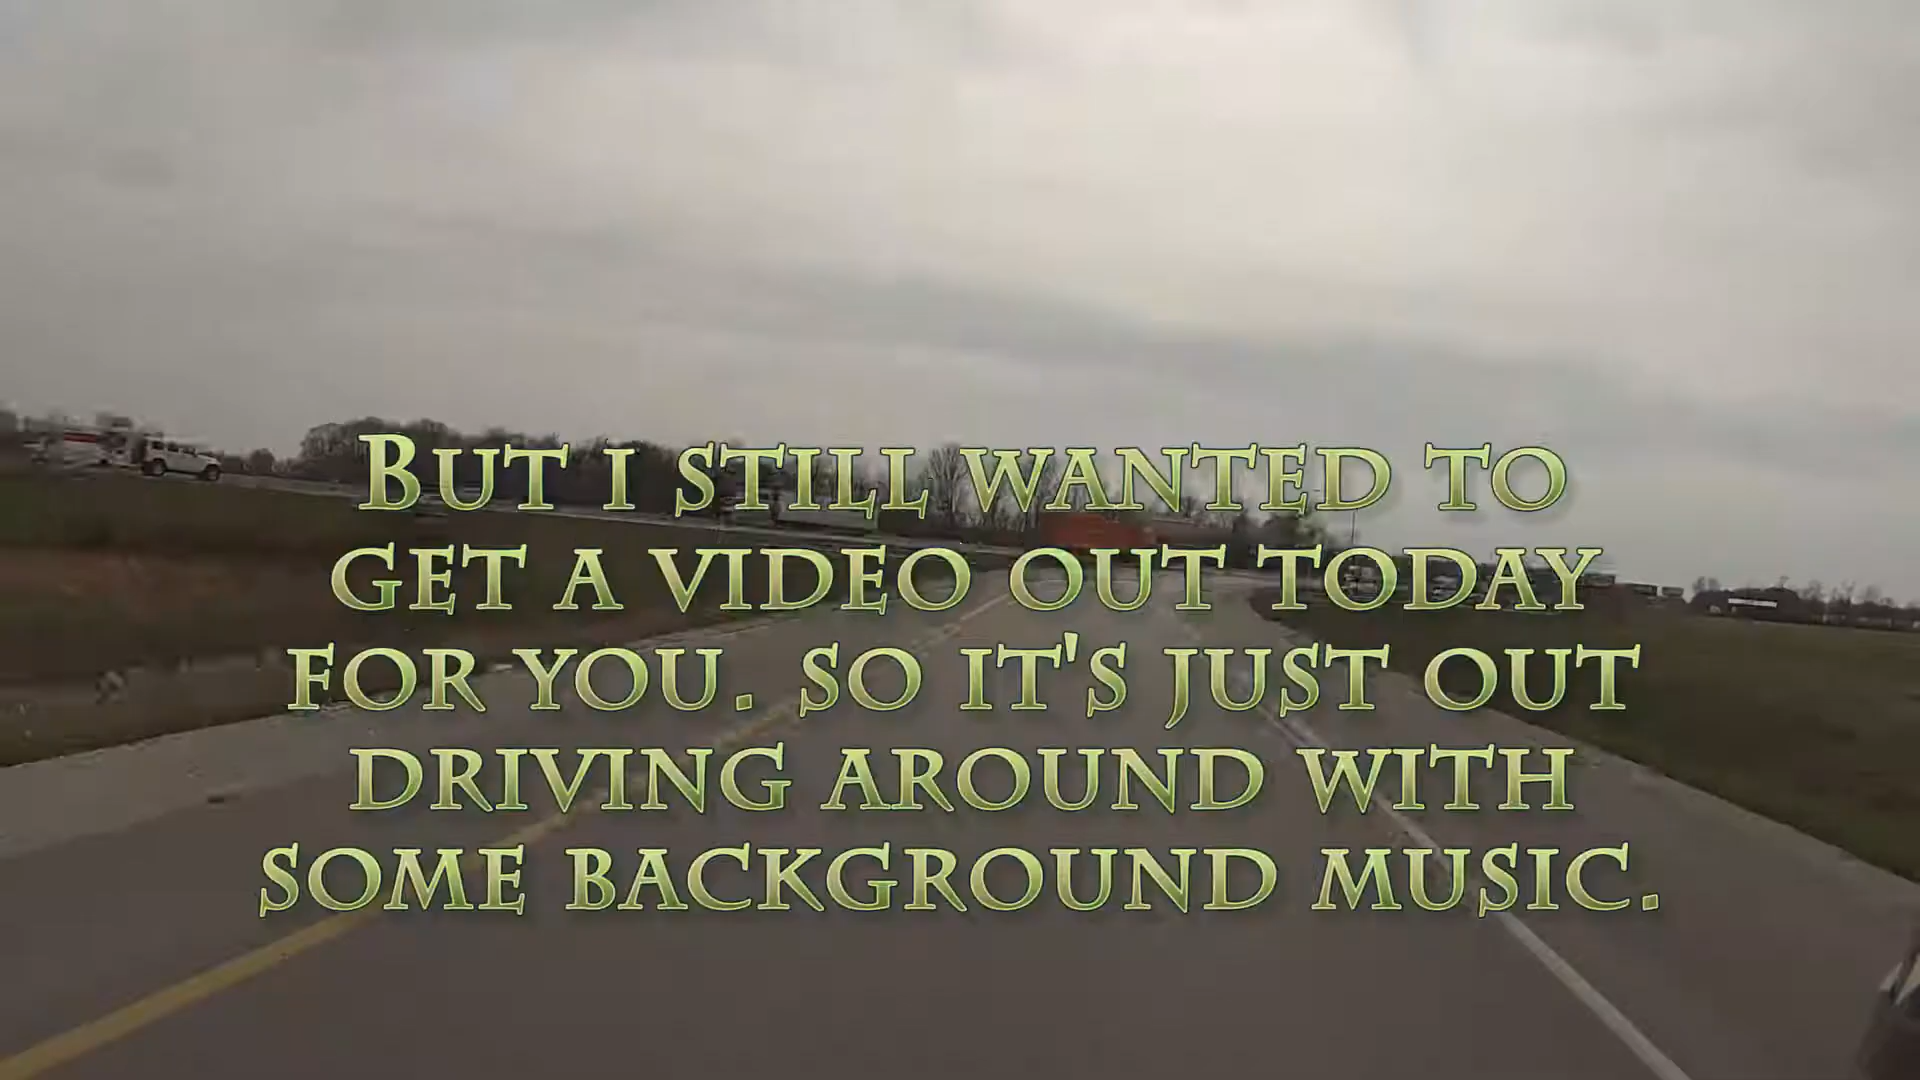 But i still wanted to
get a video out today
for you. so it's just out
driving around with
some background music.